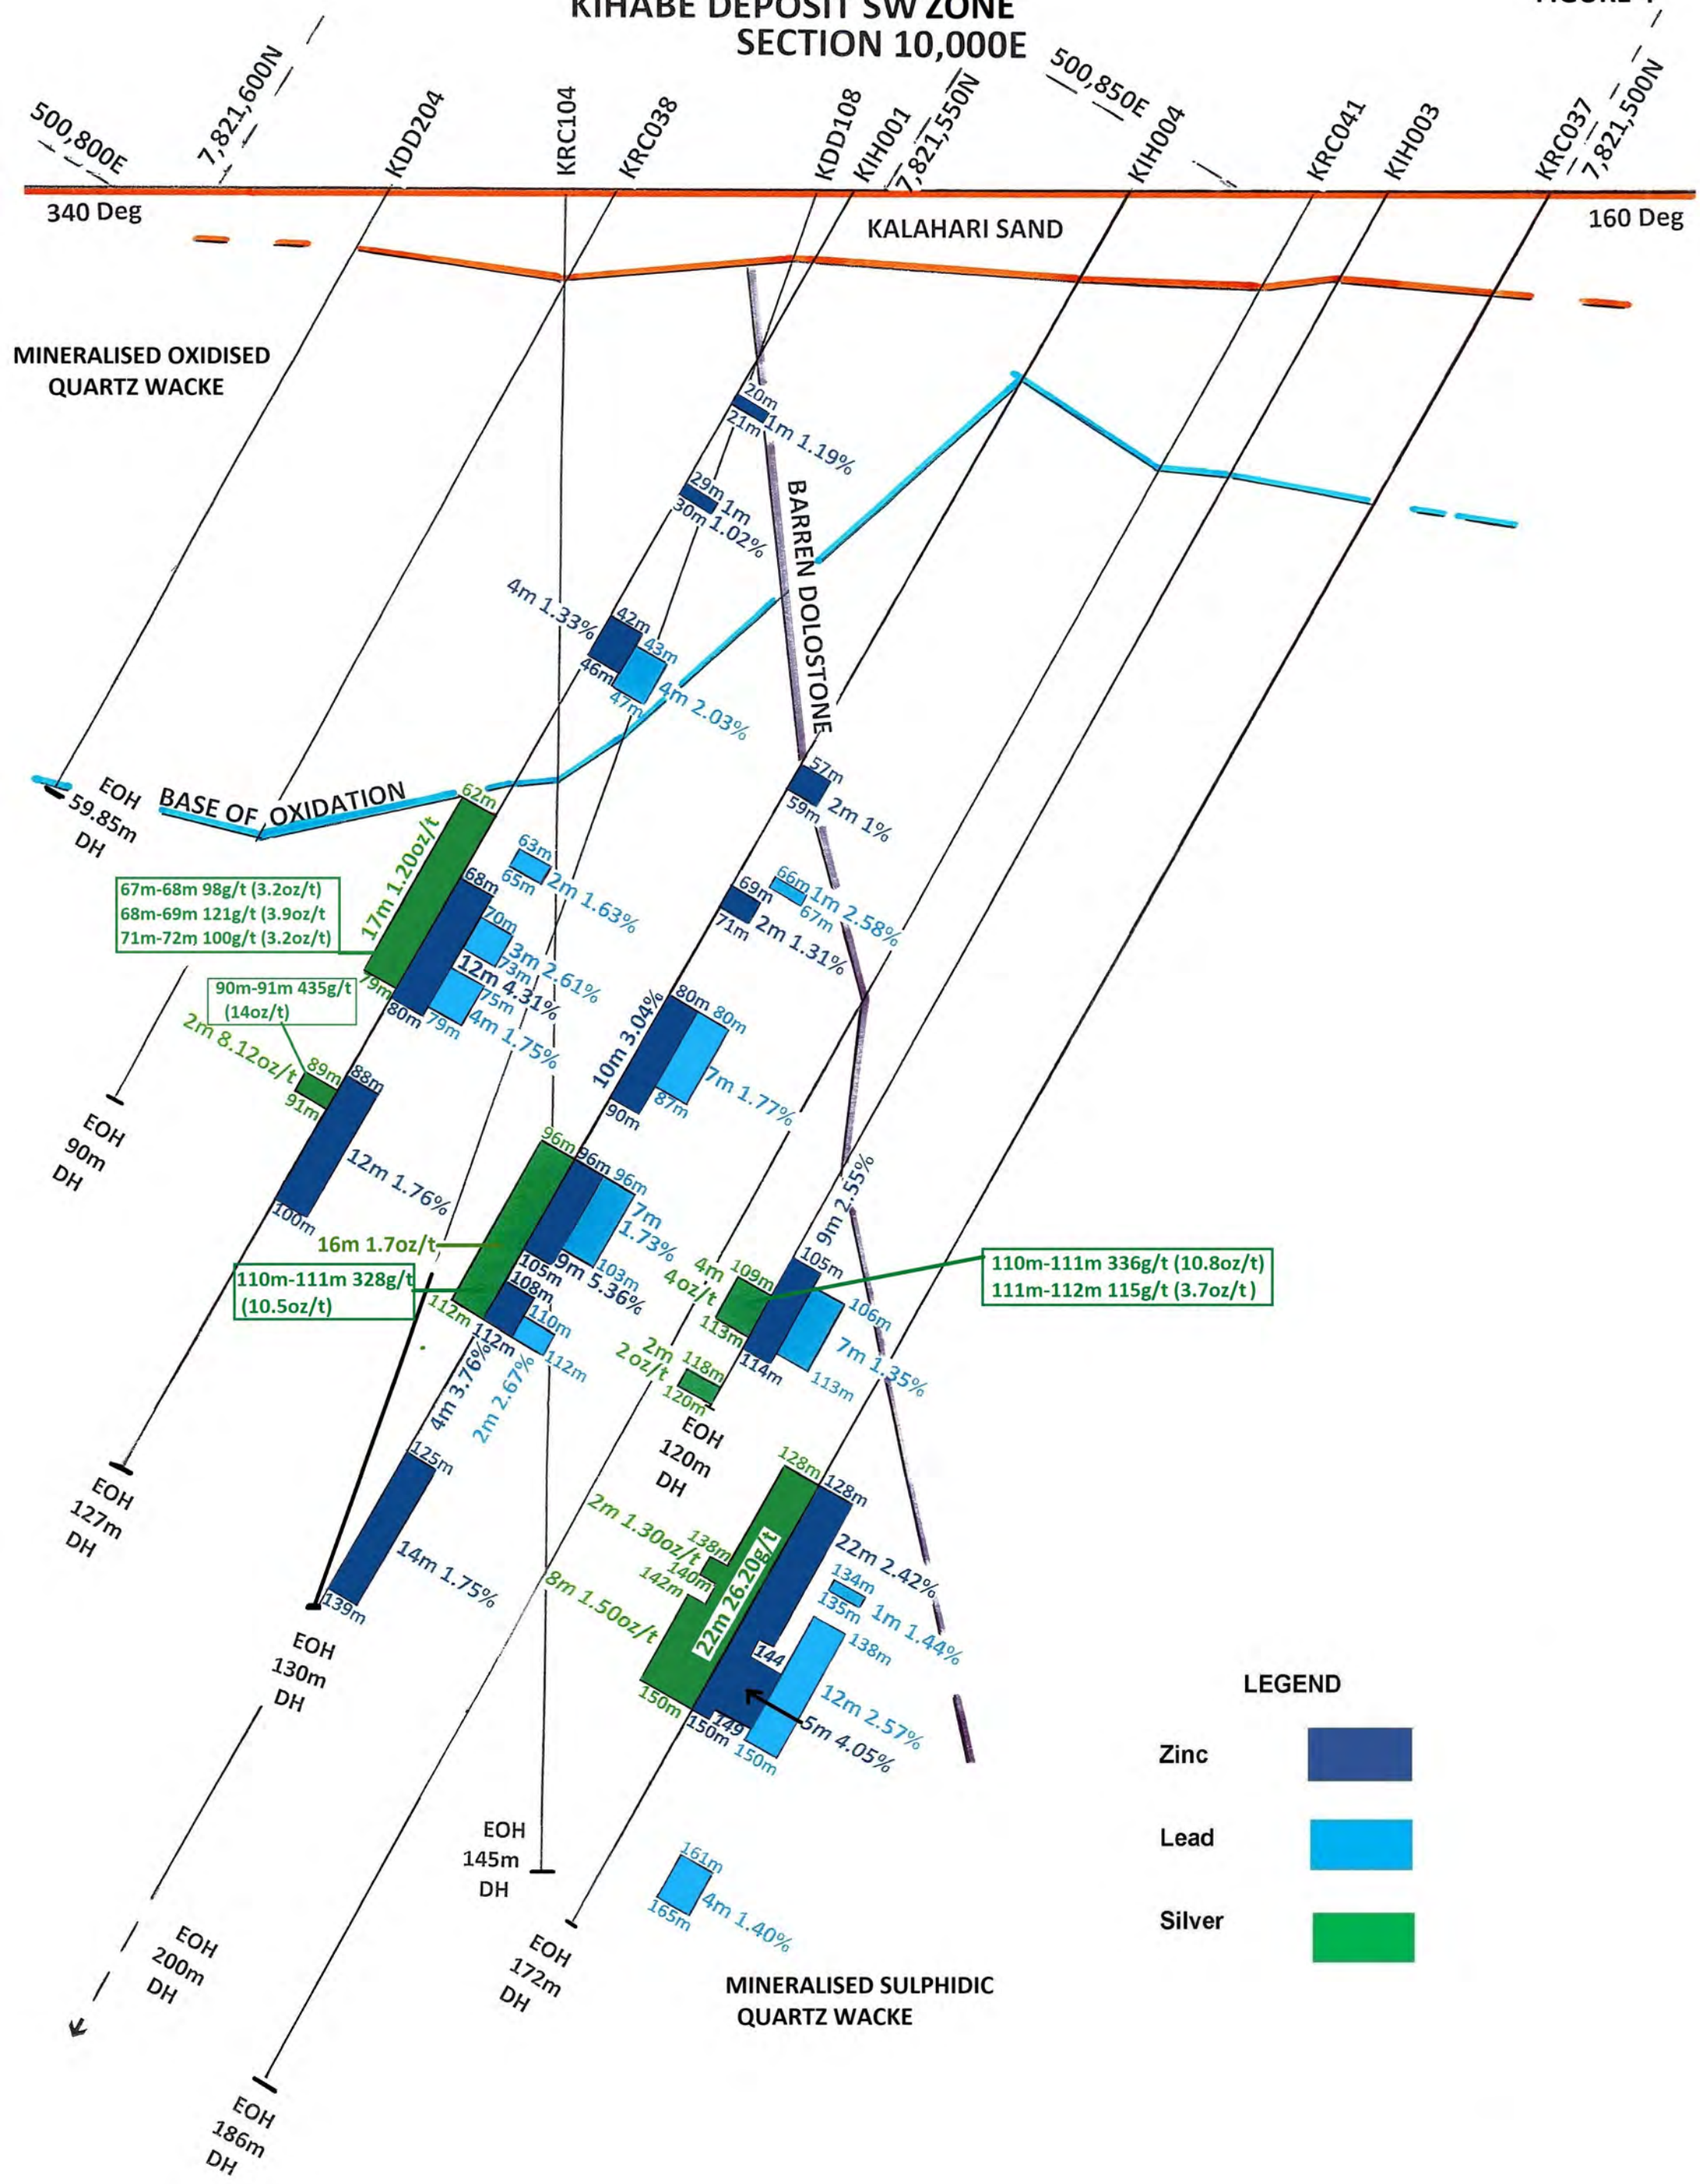 KIHABE DEPOSIT SW ZONE
SECTION 10,000E
500,800E
7,821,600N
KDD204
KRC104
KRC038
KDD108
KIH001
7,821,550N
500,850E
KIH004
KRC041
KIH003
KRC037
7,821,500N
340 Deg
KALAHARI SAND
160 Deg
MINERALISED OXIDISED
QUARTZ WACKE
20m
21m
1m 1.19%
29m
1m
30m
1.02%
BARREN DOLOSTONE
4m 1.33%
42m
43m
46m
47m
4m 2.03%
57m
59m
2m 1%
EOH
59.85m
DH
BASE OF OXIDATION
62m
17m 1.20oz/t
63m
65m
2m 1.63%
66m
1m 2.58%
67m
69m
71m
2m 1.31%
67m-68m 98g/t (3.2oz/t)
68m-69m 121g/t (3.9oz/t
71m-72m 100g/t (3.2oz/t)
68m
70m
3m 2.61%
73m
12m 4.31%
75m
79m
80m
79m
4m 1.75%
90m-91m 435g/t
(14oz/t)
2m 8.12oz/t
89m
88m
91m
12m 1.76%
100m
10m 3.04%
80m
80m
7m 1.77%
87m
90m
EOH
90m
DH
96m
96m
96m
7m
1.73%
16m 1.7oz/t
105m
9m 5.36%
103m
110m-111m 328g/t
(10.5oz/t)
108m
110m
112m
112m
112m
4m 3.76%
2m 2.67%
9m 2.55%
105m
4m
4oz/t
109m
106m
113m
7m 1.35%
114m
113m
110m-111m 336g/t (10.8oz/t)
111m-112m 115g/t (3.7oz/t)
2m
2oz/t
118m
120m
EOH
120m
DH
EOH
127m
DH
125m
14m 1.75%
139m
EOH
130m
DH
128m
128m
22m 2.42%
2m 1.30oz/t
138m
140m
142m
22m 26.20g/t
134m
135m
1m 1.44%
8m 1.50oz/t
144
138m
12m 2.57%
150m
150m
149
150m
5m 4.05%
LEGEND
Zinc
Lead
Silver
EOH
145m
DH
161m
165m
4m 1.40%
EOH
172m
DH
EOH
200m
DH
MINERALISED SULPHIDIC
QUARTZ WACKE
EOH
186m
DH